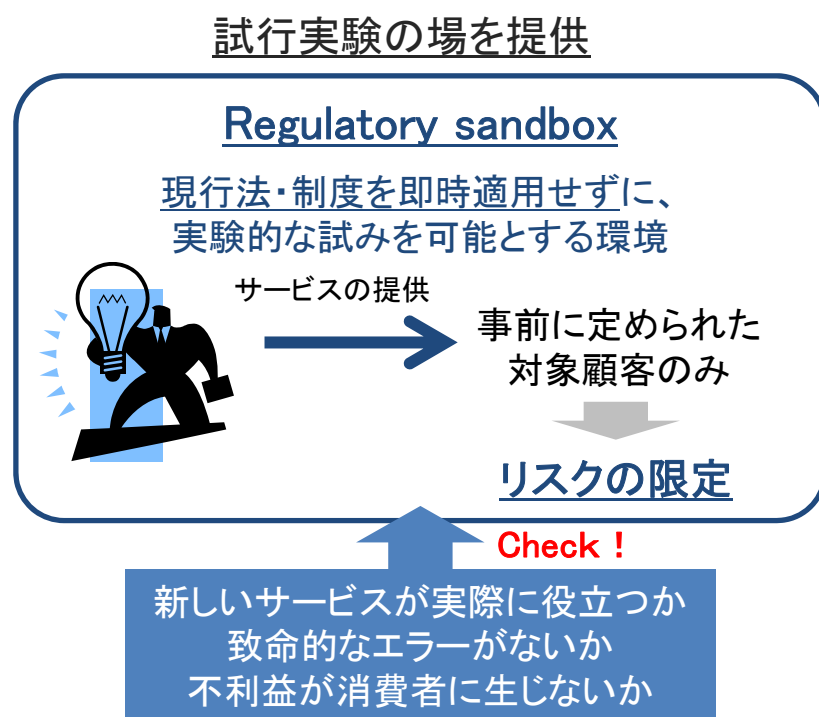 試行実験の場を提供
Regulatory sandbox
現行法・制度を即時適用せずに、
実験的な試みを可能とする環境
サービスの提供
事前に定められた
対象顧客のみ
リスクの限定
Check！
新しいサービスが実際に役立つか
致命的なエラーがないか
不利益が消費者に生じないか